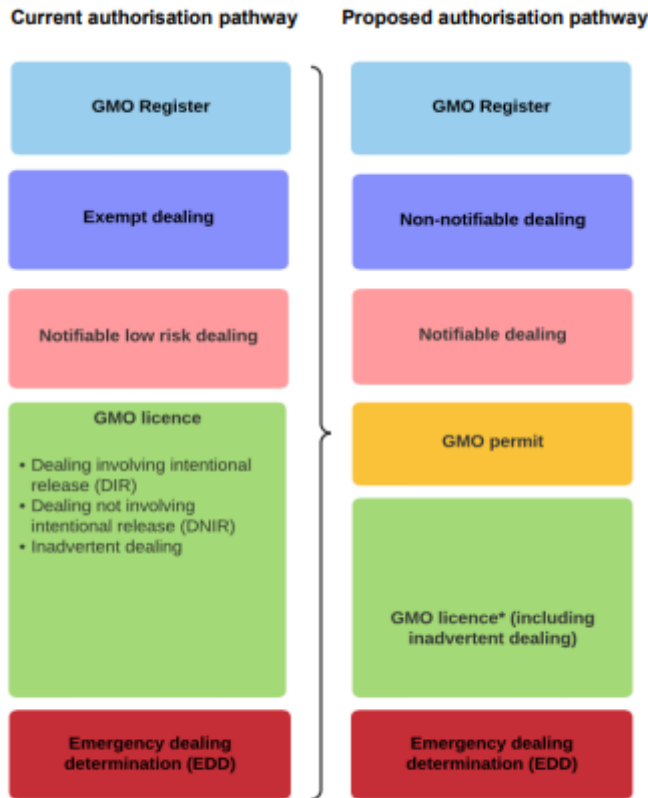 Current authorisation pathway
GMO Register
Exempt dealing
Notifiable low risk dealing
GMO licence
• Dealing involving intentional
release (DIR)
• Dealing not involving
intentional release (DNIR)
• Inadvertent dealing
Emergency dealing
determination (EDD)
Proposed authorisation pathway
GMO Register
Non-notifiable dealing
Notifiable dealing
GMO permit
GMO licence* (including
inadvertent dealing)
Emergency dealing
determination (EDD)